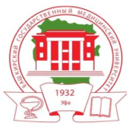 БАШКИРСКИЙ ГОСУДАРСТВЕННЫЙ МЕДИЦИНСКИЙ УНИВЕРСИТЕТ
1932
Уфа